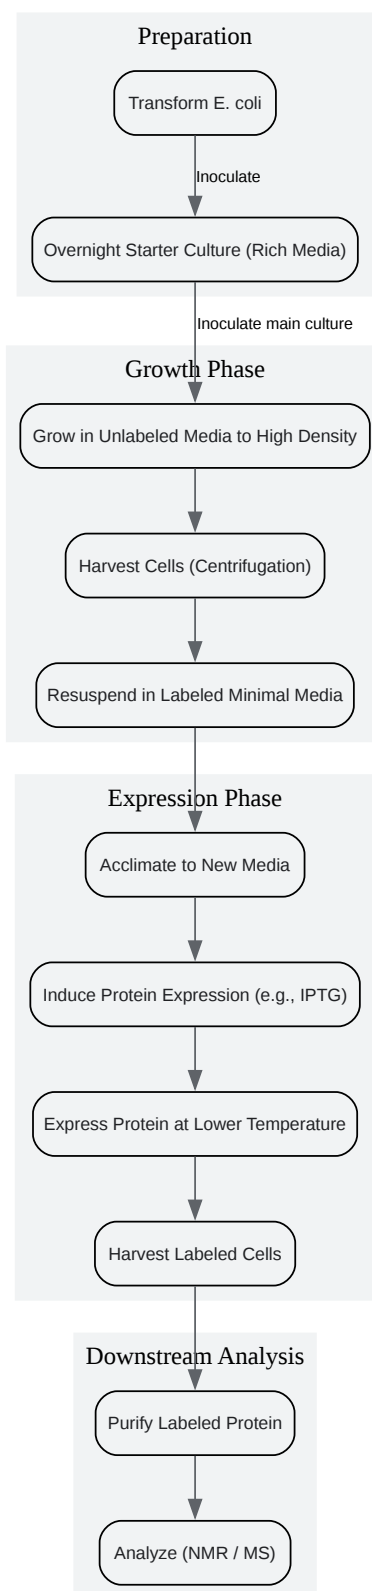 Preparation
Transform E. coli
Inoculate
Overnight Starter Culture (Rich Media)
Inoculate main culture
Growth Phase
Grow in Unlabeled Media to High Density
Harvest Cells (Centrifugation)
Resuspend in Labeled Minimal Media
Expression Phase
Acclimate to New Media
Induce Protein Expression (e.g., IPTG)
Express Protein at Lower Temperature
Harvest Labeled Cells
Downstream Analysis
Purify Labeled Protein
Analyze (NMR / MS)